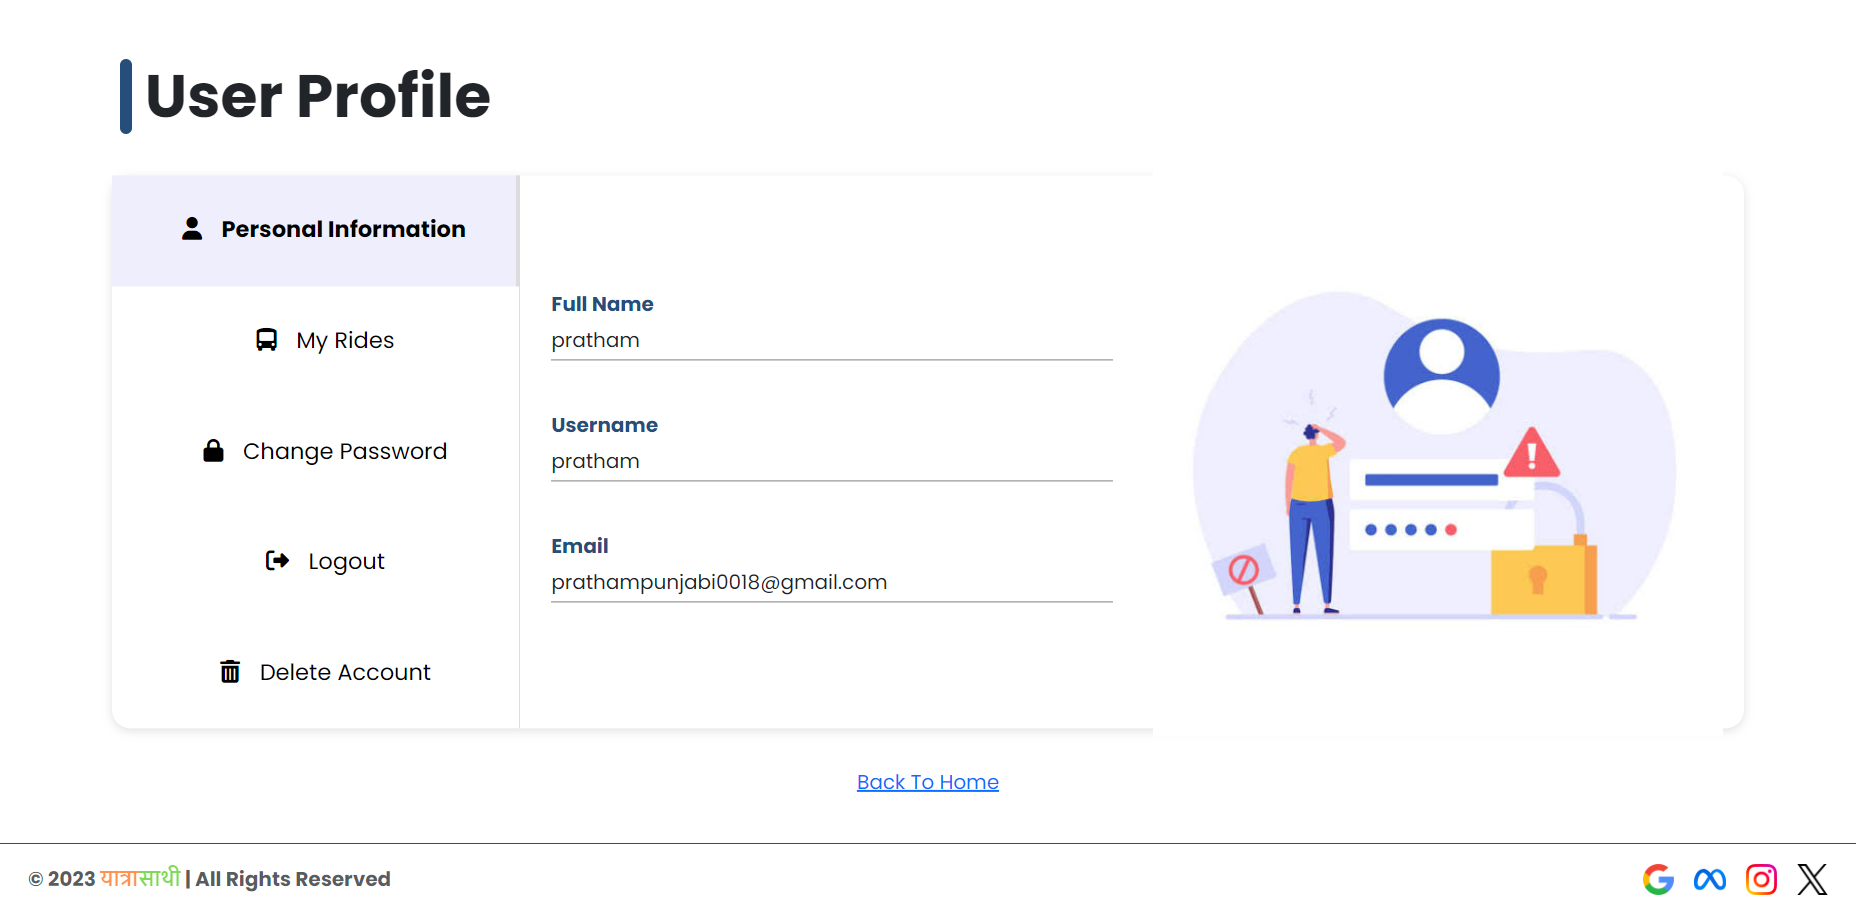 User Profile
Personal Information
My Rides
Change Password
Logout
Delete Account
Full Name
pratham
Username
pratham
Email
prathampunjabi0018@gmail.com
Back To Home
© 2023 यात्रासाथी | All Rights Reserved